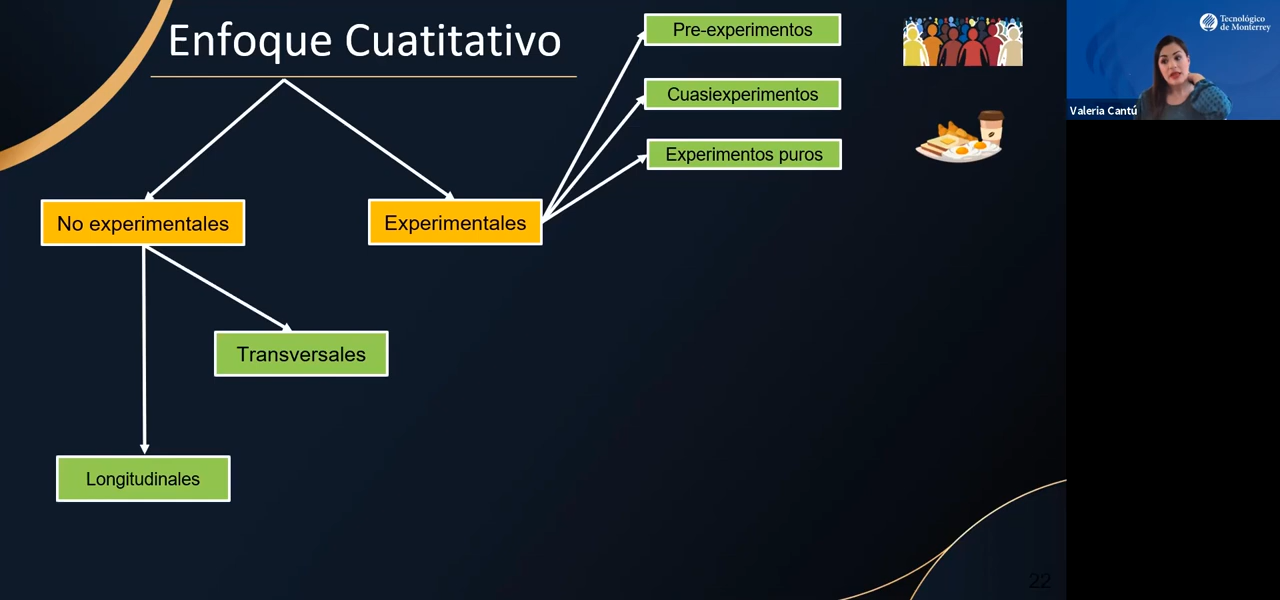 Enfoque Cuatitativo
Pre-experimentos
Cuasiexperimentos
Experimentos puros
No experimentales
Experimentales
Transversales
Longitudinales
22
Tecnológico
de Monterrey
Valeria Cantú